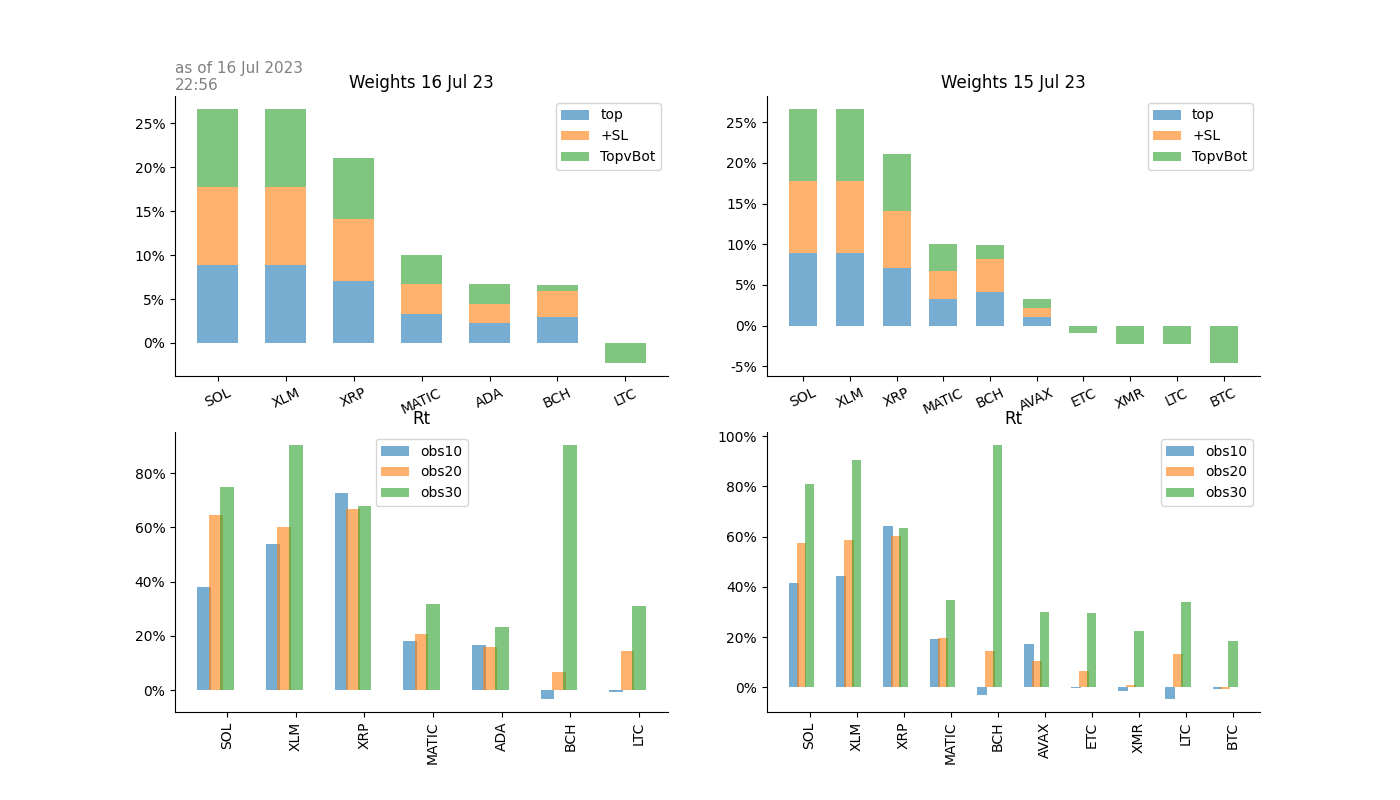 as of 16 Jul 2023
22:56
Weights 16 Jul 23
25%
20%
15%
10%
5%
0%
top
+SL
TopvBot
SOL XLM XRP MATIC ADA BCH LTC
Weights 15 Jul 23
25%
20%
15%
10%
5%
0%
-5%
top
+SL
TopvBot
SOL XLM XRP MATIC BCH AVAX ETC XMR LTC BTC
Rt
80%
60%
40%
20%
0%
obs10
obs20
obs30
SOL XLM XRP MATIC ADA BCH LTC
Rt
100%
80%
60%
40%
20%
0%
obs10
obs20
obs30
SOL XLM XRP MATIC BCH AVAX ETC XMR LTC BTC